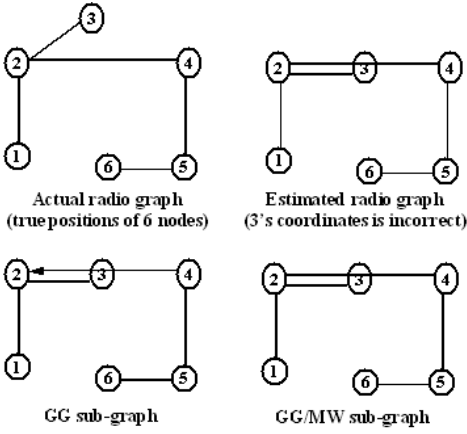 3
2 4
1 6 5
Actual radio graph
(true positions of 6 nodes)
2 3 4
1 6 5
Estimated radio graph
(3's coordinates is incorrect)
2 3 4
1 6 5
GG sub-graph
2 3 4
1 6 5
GG/MW sub-graph